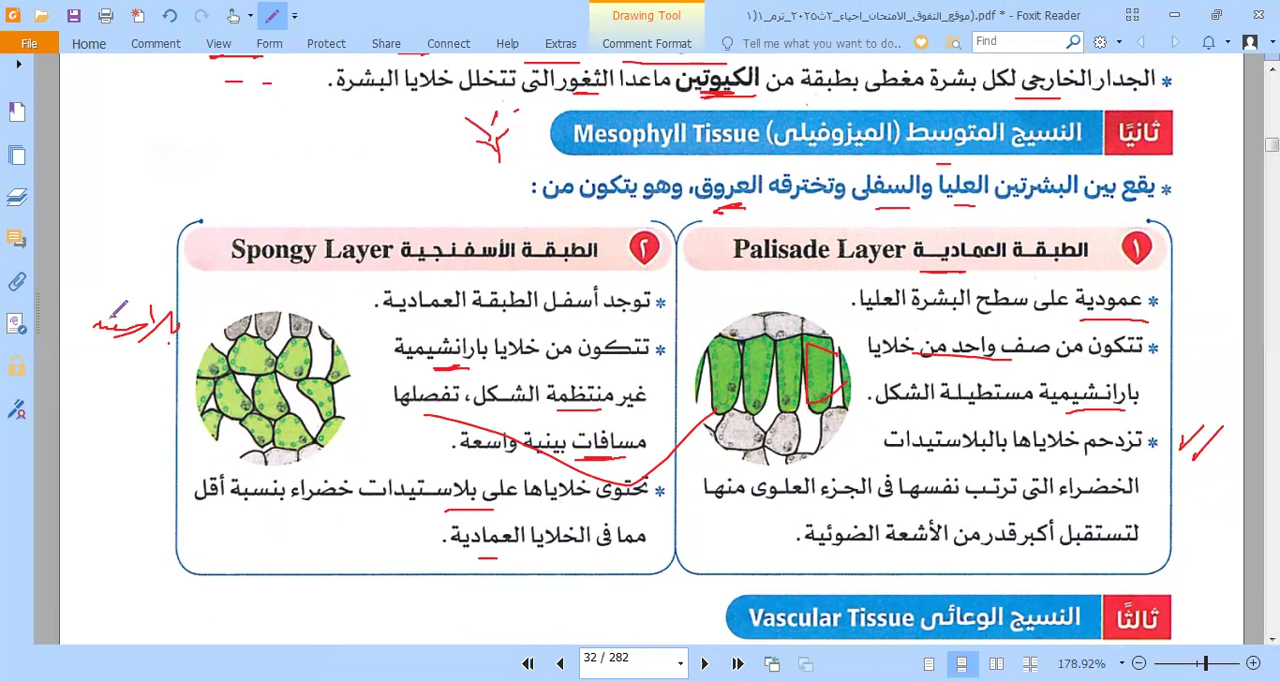 Drawing Tool
(موقع_التفوق_الامتحان_احياء_٢ث٢٠٢٥_ترم_١(١.pdf * - Foxit Reader
File Home Comment View Form Protect Share Connect Help Extras Comment Format Tell me what you want to do.. Find
* الجدار الخارجى لكل بشرة مغطى بطبقة من الكيوتين ماعدا الثغور التى تتخلل خلايا البشرة .
ثانيًا النسيج المتوسط (الميزوفيلى) Mesophyll Tissue
* يقع بين البشرتين العليا والسفلى وتخترقه العروق، وهو يتكون من :
١ الطبقة العمادية Palisade Layer
* عمودية على سطح البشرة العليا.
* تتكون من صف واحد من خلايا
بارانشيمية مستطيلة الشكل .
* تزدحم خلاياها بالبلاستيدات
الخضراء التى ترتب نفسها فى الجزء العلوى منها
لتستقبل أكبر قدر من الأشعة الضوئية .
٢ الطبقة الأسفنجية Spongy Layer
* توجد أسفل الطبقة العمادية .
* تتكون من خلايا بارانشيمية
غير منتظمة الشكل، تفصلها
مسافات بينية واسعة .
* تحتوى خلاياها على بلاستيدات خضراء بنسبة أقل
مما فى الخلايا العمادية .
ثالثًا النسيج الوعائى Vascular Tissue
32 / 282
178.92%